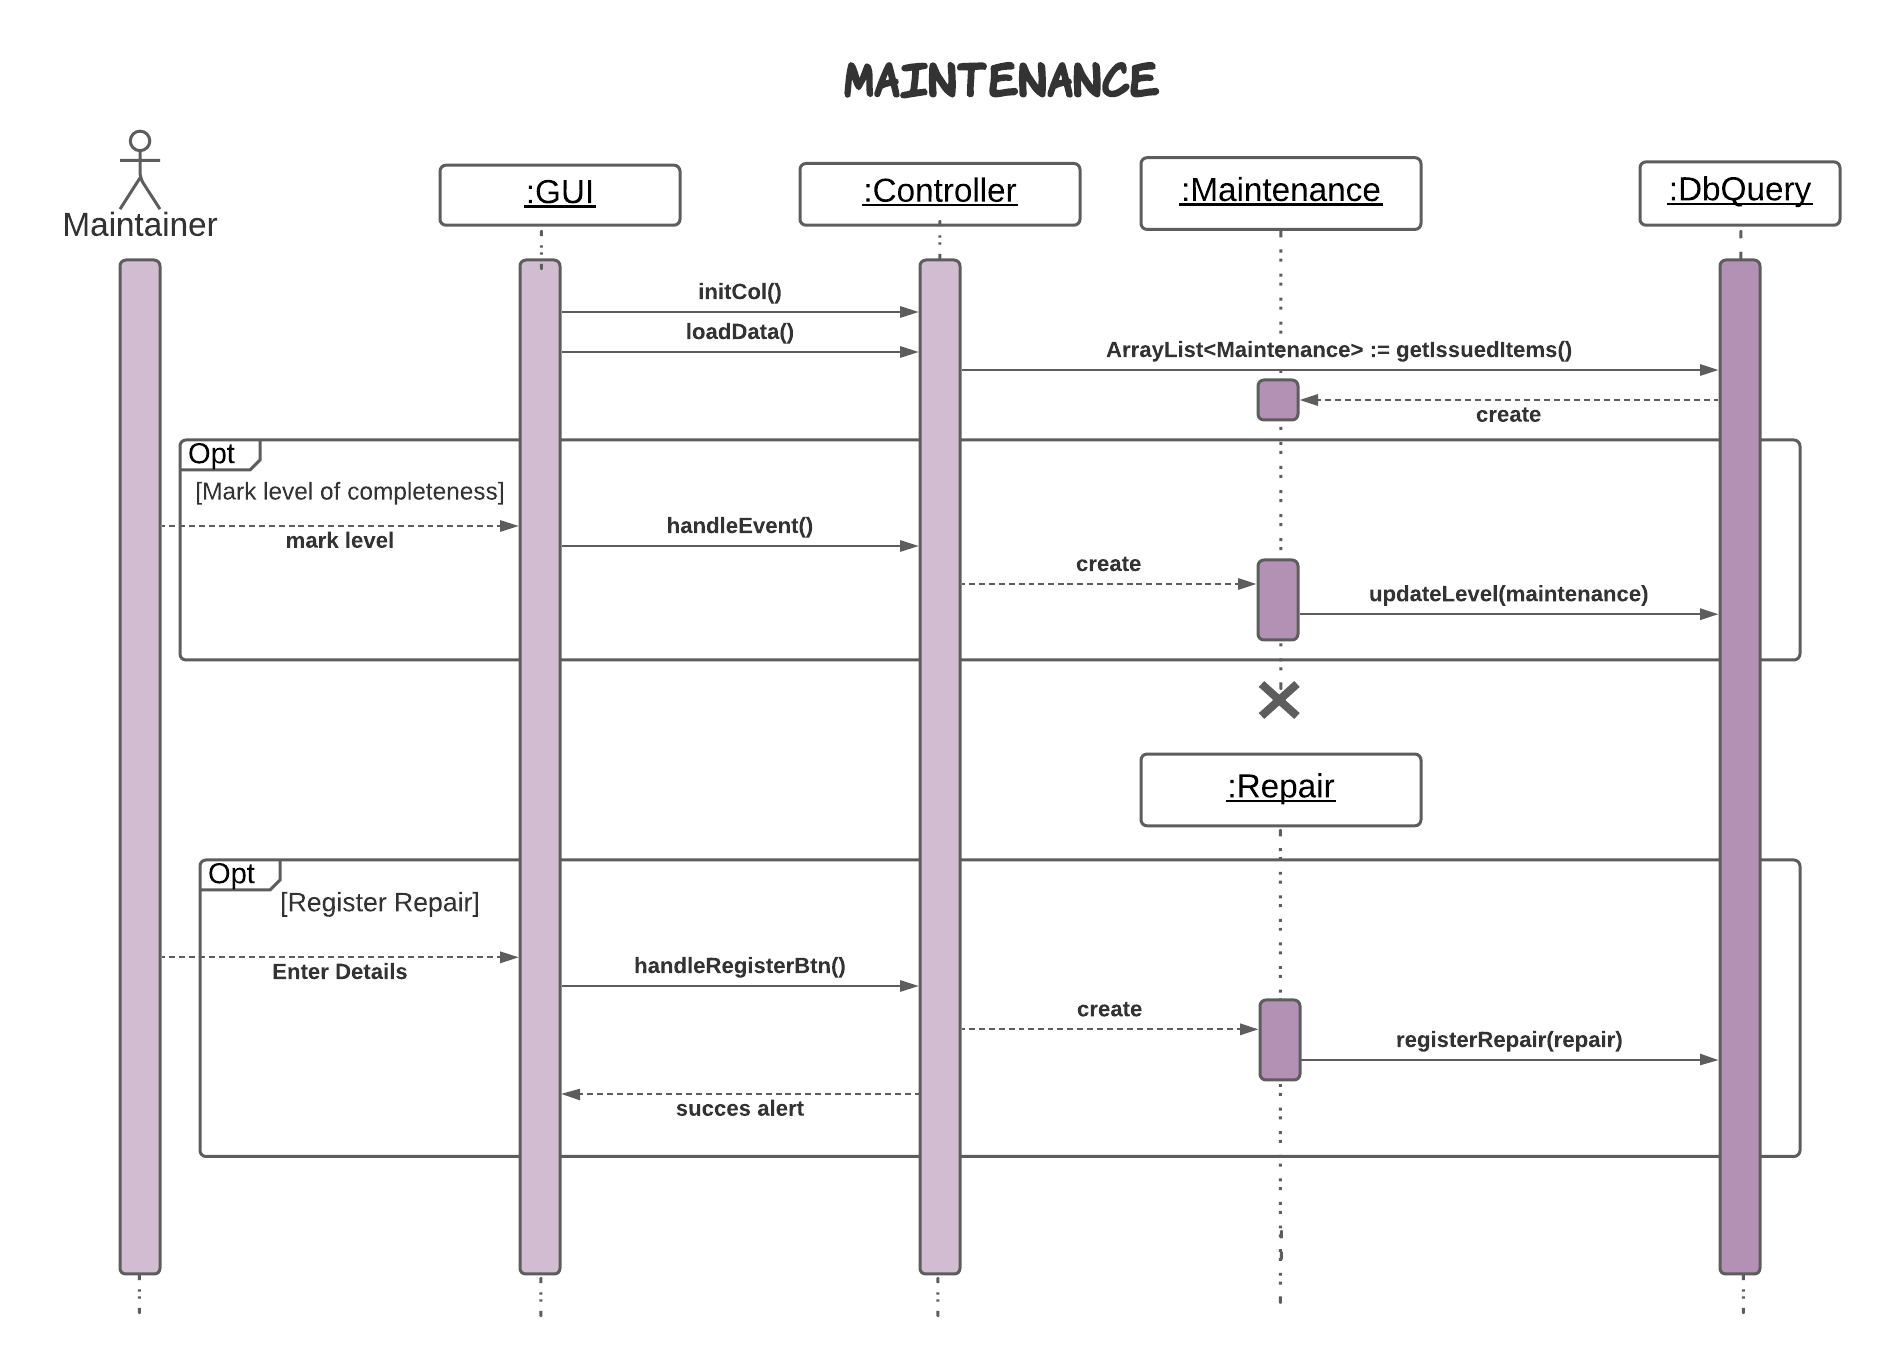 MAINTENANCE
Maintainer
:GUI
:Controller
:Maintenance
:DbQuery
initCol()
loadData()
ArrayList<Maintenance> := getIssuedItems()
create
Opt
[Mark level of completeness]
mark level
handleEvent()
create
updateLevel(maintenance)
:Repair
Opt
[Register Repair]
Enter Details
handleRegisterBtn()
create
registerRepair(repair)
succes alert